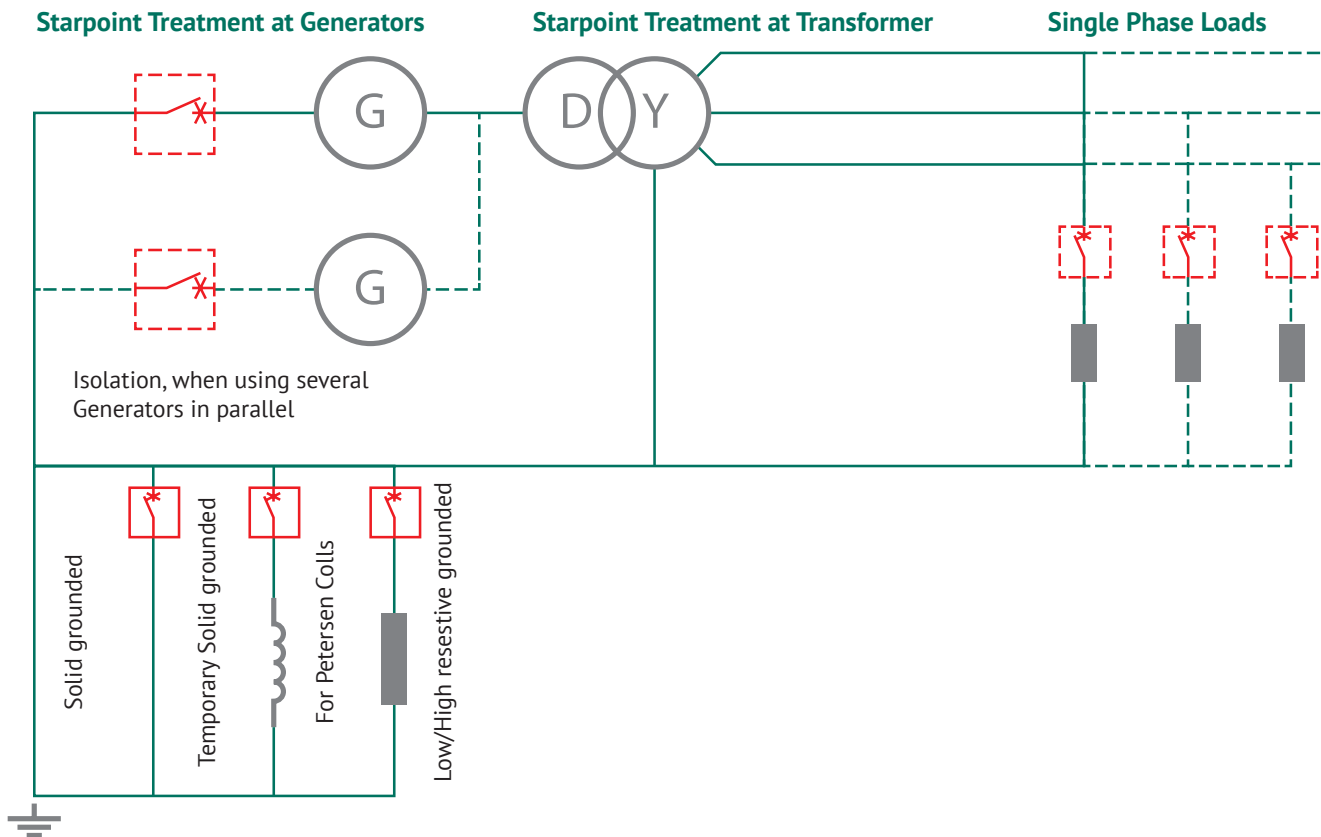 Starpoint Treatment at Generators
Starpoint Treatment at Transformer
Single Phase Loads
G
D
Y
G
Isolation, when using several
Generators in parallel
Solid grounded
Temporary Solid grounded
For Petersen Colls
Low/High resestive grounded